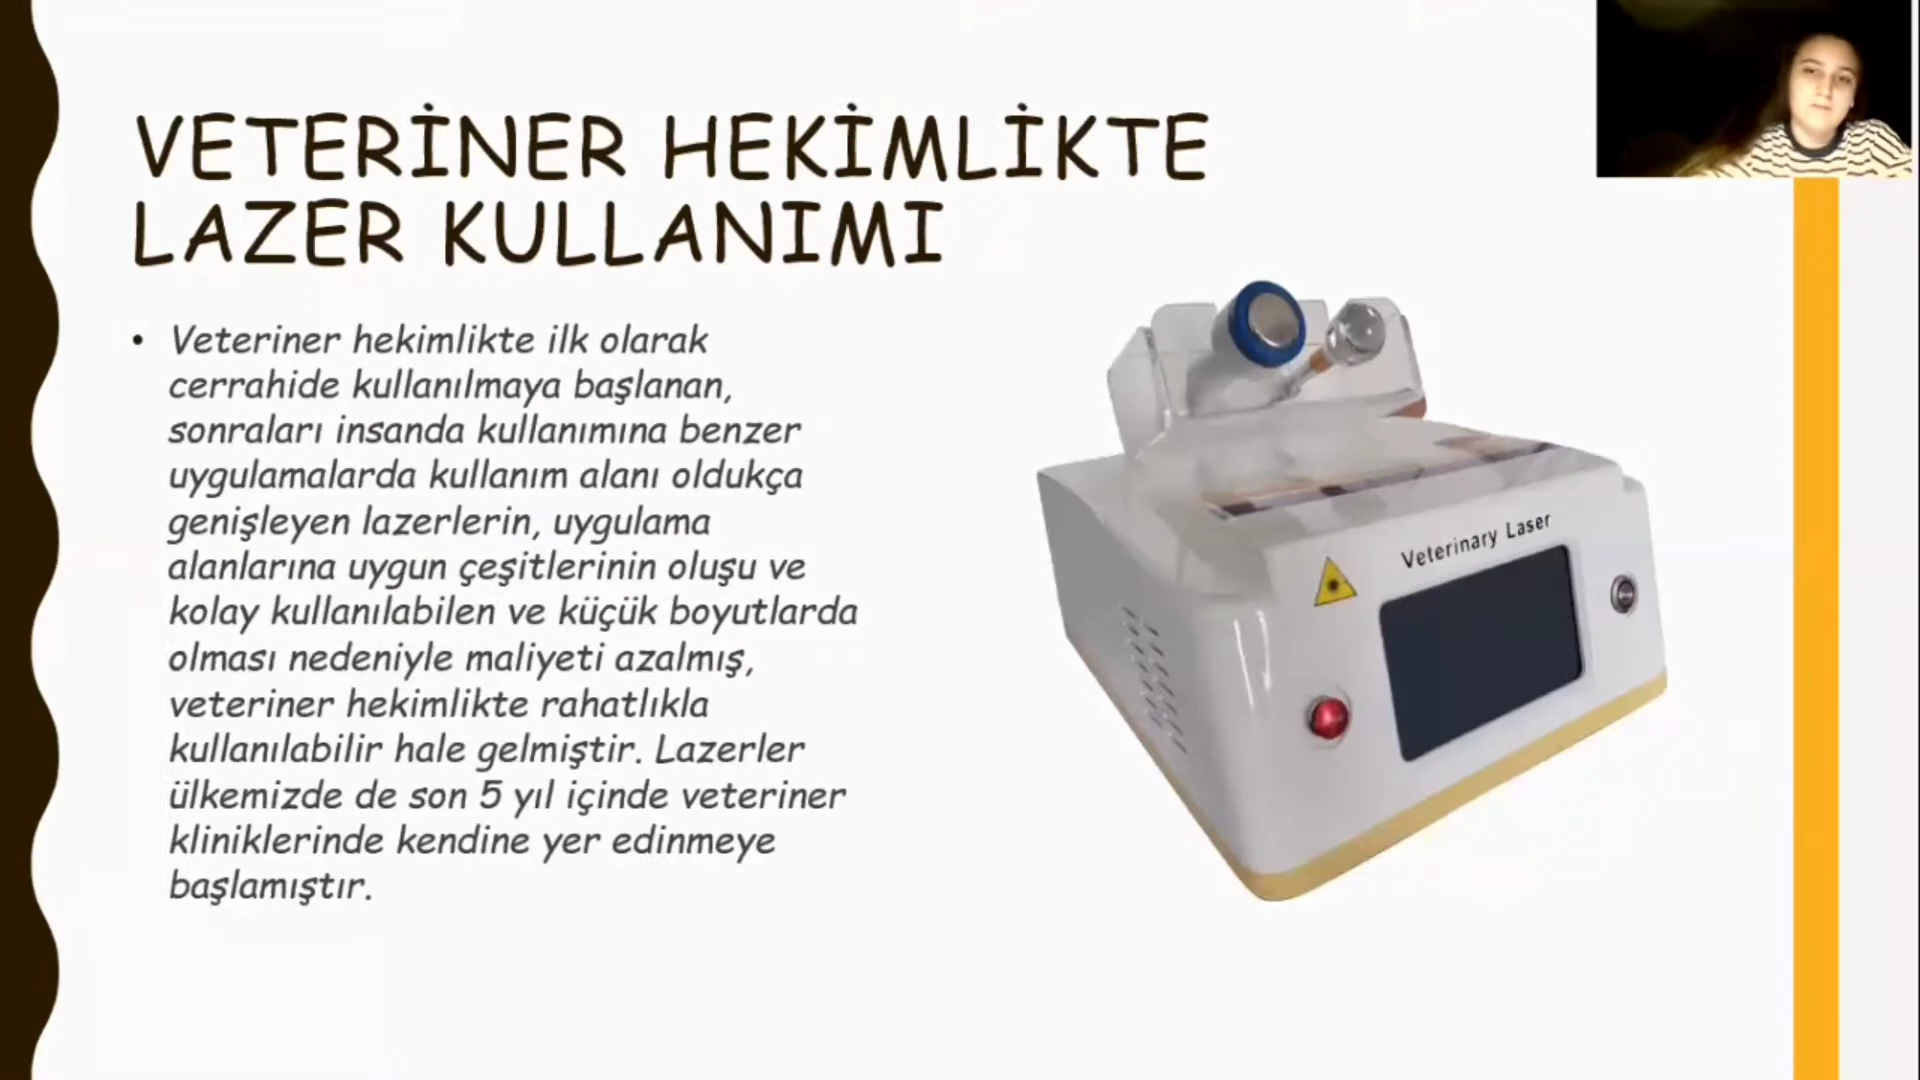 VETERİNER HEKİMLİKTE
LAZER KULLANIMI
• Veteriner hekimlikte ilk olarak
cerrahide kullanılmaya başlanan,
sonraları insanda kullanımına benzer
uygulamalarda kullanım alanı oldukça
genişleyen lazerlerin, uygulama
alanlarına uygun çeşitlerinin oluşu ve
kolay kullanılabilen ve küçük boyutlarda
olması nedeniyle maliyeti azalmış,
veteriner hekimlikte rahatlıkla
kullanılabilir hale gelmiştir. Lazerler
ülkemizde de son 5 yıl içinde veteriner
kliniklerinde kendine yer edinmeye
başlamıştır.
Veterinary Laser